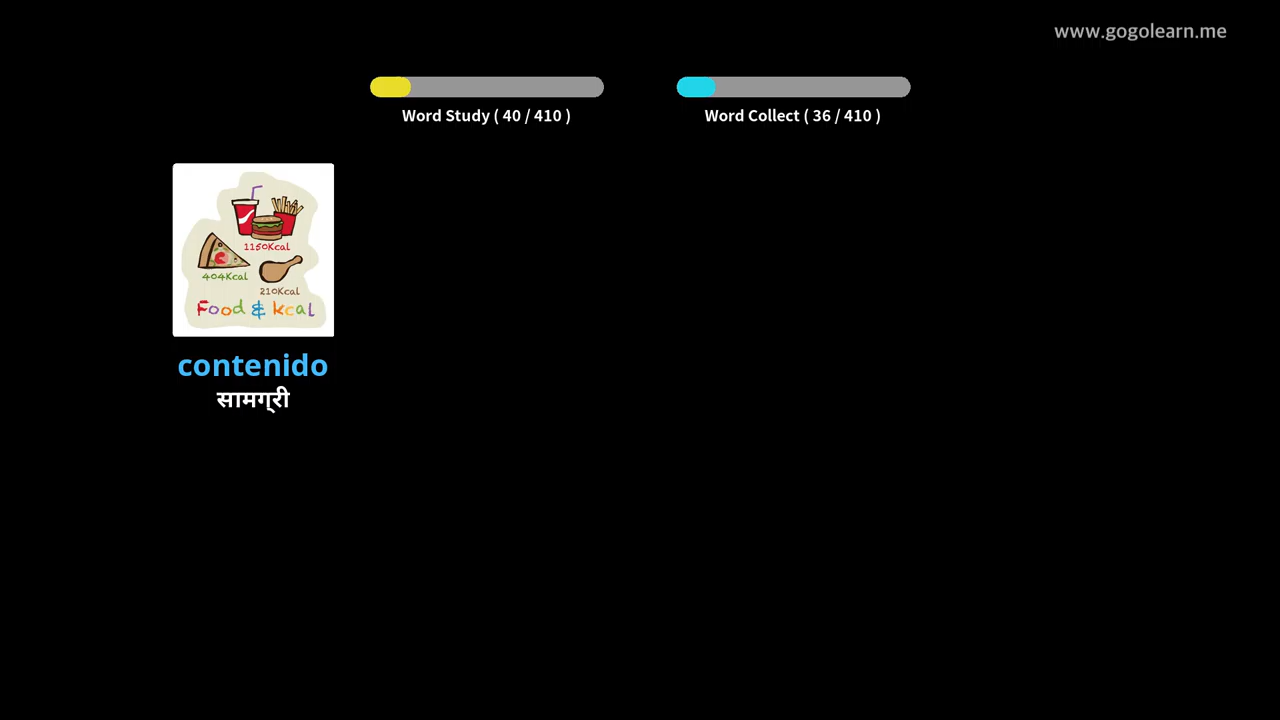 www.gogolearn.me
Word Study ( 40 / 410 )
Word Collect ( 36 / 410 )
1150Kcal
404Kcal
210Kcal
Food & kcal
contenido
सामग्री